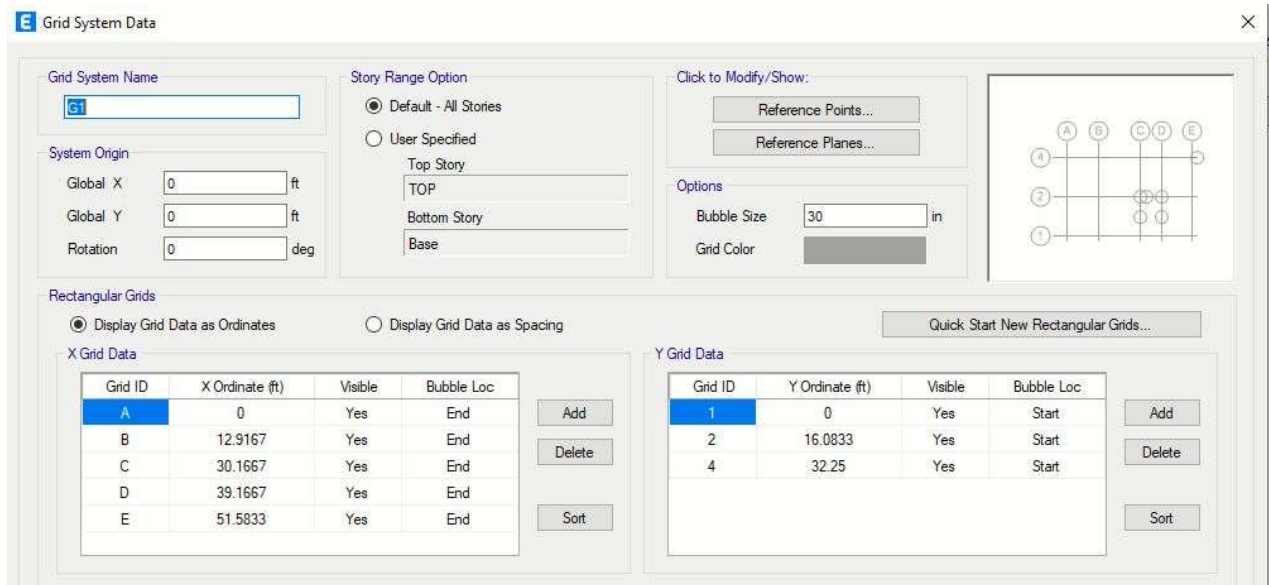 E Grid System Data
Grid System Name
G1
System Origin
Global X 0 ft
Global Y 0 ft
Rotation 0 deg
Story Range Option
Default - All Stories
User Specified
Top Story
TOP
Bottom Story
Base
Click to Modify/Show:
Reference Points...
Reference Planes...
Options
Bubble Size 30 in
Grid Color
A B C D E
4
2
1
Rectangular Grids
Display Grid Data as Ordinates Display Grid Data as Spacing Quick Start New Rectangular Grids...
X Grid Data
Grid ID X Ordinate (ft) Visible Bubble Loc
A 0 Yes End
B 12.9167 Yes End
C 30.1667 Yes End
D 39.1667 Yes End
E 51.5833 Yes End
Add
Delete
Sort
Y Grid Data
Grid ID Y Ordinate (ft) Visible Bubble Loc
1 0 Yes Start
2 16.0833 Yes Start
4 32.25 Yes Start
Add
Delete
Sort